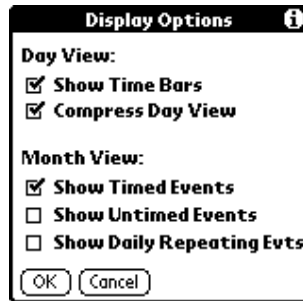 Display Options
Day View:
Show Time Bars
Compress Day View
Month View:
Show Timed Events
Show Untimed Events
Show Daily Repeating Evts
OK Cancel